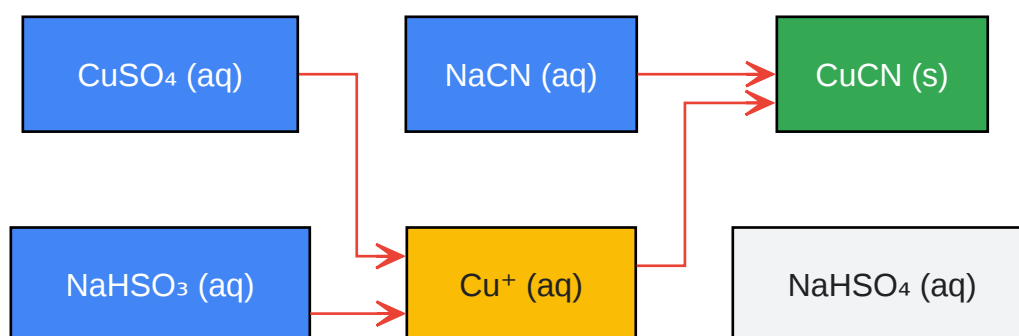 CuSO₄ (aq)
NaCN (aq)
CuCN (s)
NaHSO₃ (aq)
Cu⁺ (aq)
NaHSO₄ (aq)